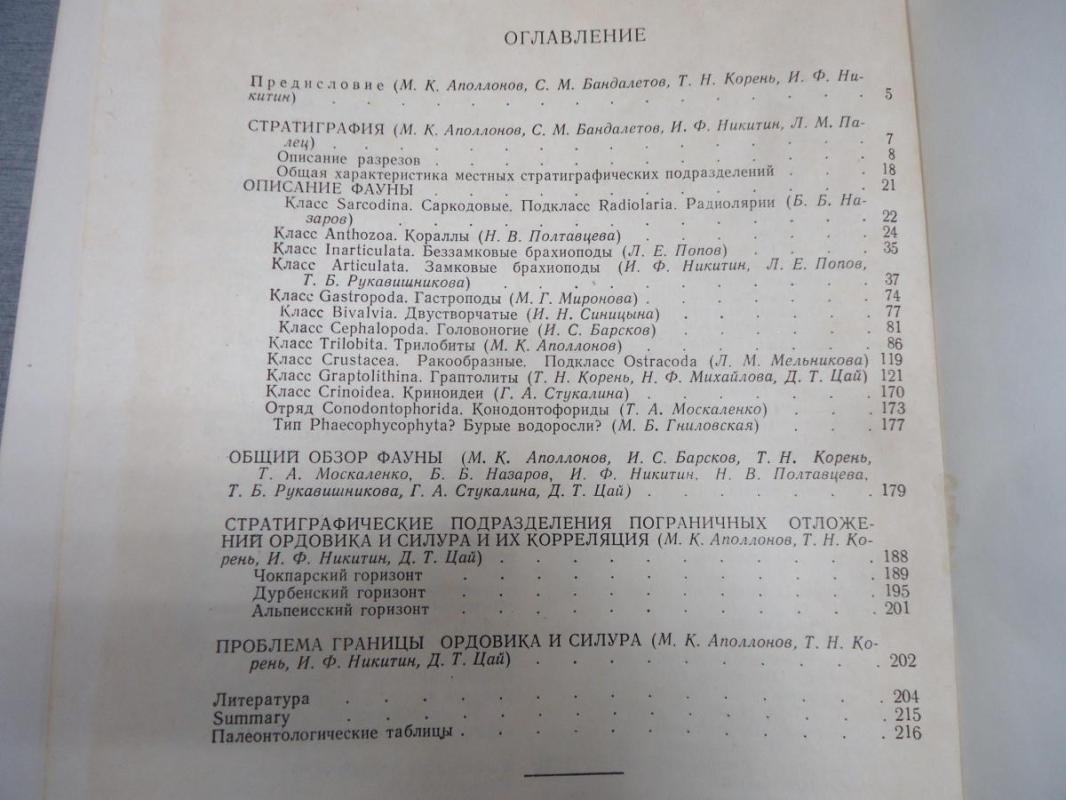 ОГЛАВЛЕНИЕ
Предисловие (М. К. Аполлонов, С. М. Бандалетов, Т. Н. Корень, И. Ф. Ни-
китин) . . . . . . . . . . . . . . 5
СТРАТИГРАФИЯ (М. К. Аполлонов, С. М. Бандалетов, И. Ф. Никитин, Л. М. Па-
лец) . . . . . . . . . . . . . . 7
Описание разрезов . . . . . . . . . . . 8
Общая характеристика местных стратиграфических подразделений . . . 18
ОПИСАНИЕ ФАУНЫ . . . . . . . . . . . 21
Класс Sarcodina. Саркодовые. Подкласс Radiolaria. Радиолярии (Б. Б. На-
заров) . . . . . . . . . . . . . 22
Класс Anthozoa. Кораллы (Н. В. Полтавцева) . . . . . . 24
Класс Inarticulata. Беззамковые брахиоподы (Л. Е. Попов) . . . . 35
Класс Articulata. Замковые брахиоподы (И. Ф. Никитин, Л. Е. Попов,
Т. Б. Рукавишникова) . . . . . . . . . . 37
Класс Gastropoda. Гастроподы (М. Г. Миронова) . . . . . . 74
Класс Bivalvia. Двустворчатые (И. Н. Синицына) . . . . . 77
Класс Cephalopoda. Головоногие (И. С. Барсков) . . . . . 81
Класс Trilobita. Трилобиты (М. К. Аполлонов) . . . . . . 86
Класс Crustacea. Ракообразные. Подкласс Ostracoda (Л. М. Мельникова) 119
Класс Graptolithina. Граптолиты (Т. Н. Корень, Н. Ф. Михайлова, Д. Т. Цай) 121
Класс Crinoidea. Криноидеи (Г. А. Стукалина) . . . . . . 170
Отряд Conodontophorida. Конодонтофориды (Т. А. Москаленко) . . . 173
Тип Phaecophycophyta? Бурые водоросли? (М. Б. Гниловская) . . . 177
ОБЩИЙ ОБЗОР ФАУНЫ (М. К. Аполлонов, И. С. Барсков, Т. Н. Корень,
Т. А. Москаленко, Б. Б. Назаров, И. Ф. Никитин, Н. В. Полтавцева,
Т. Б. Рукавишникова, Г. А. Стукалина, Д. Т. Цай) . . . . . . 179
СТРАТИГРАФИЧЕСКИЕ ПОДРАЗДЕЛЕНИЯ ПОГРАНИЧНЫХ ОТЛОЖЕ-
НИЙ ОРДОВИКА И СИЛУРА И ИХ КОРРЕЛЯЦИЯ (М. К. Аполлонов, Т. Н. Ко-
рень, И. Ф. Никитин, Д. Т. Цай) . . . . . . . . . . 188
Чокпарский горизонт . . . . . . . . . . . 189
Дурбенский горизонт . . . . . . . . . . . 195
Альпеисский горизонт . . . . . . . . . . . 201
ПРОБЛЕМА ГРАНИЦЫ ОРДОВИКА И СИЛУРА (М. К. Аполлонов, Т. Н. Ко-
рень, И. Ф. Никитин, Д. Т. Цай) . . . . . . . . . 202
Литература . . . . . . . . . . . . . . 204
Summary . . . . . . . . . . . . . . 215
Палеонтологические таблицы . . . . . . . . . . . 216